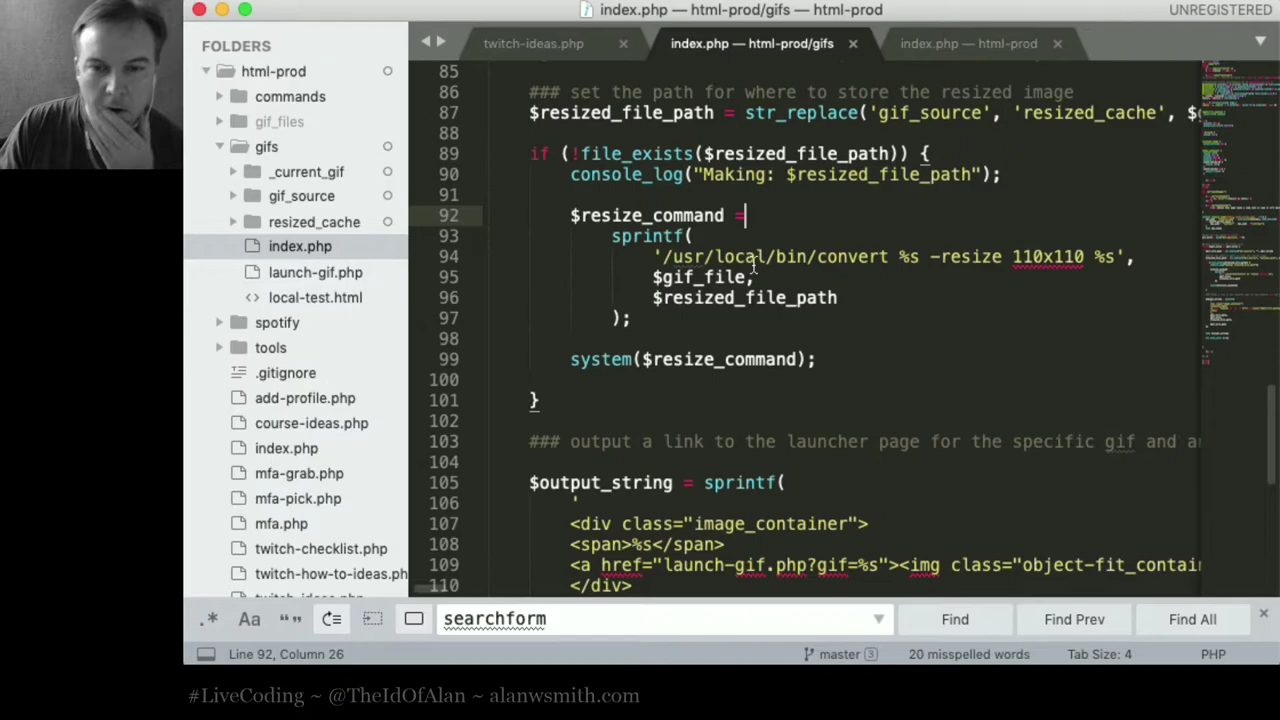 index.php — html-prod/gifs — html-prod
UNREGISTERED
FOLDERS
html-prod
commands
gif_files
gifs
_current_gif
gif_source
resized_cache
index.php
launch-gif.php
local-test.html
spotify
tools
.gitignore
add-profile.php
course-ideas.php
index.php
mfa-grab.php
mfa-pick.php
mfa.php
twitch-checklist.php
twitch-how-to-ideas.ph
twitch-ideas.php
index.php — html-prod/gifs
index.php — html-prod
85
86 ### set the path for where to store the resized image
87 $resized_file_path = str_replace('gif_source', 'resized_cache', $
88
89 if (!file_exists($resized_file_path)) {
90 console_log("Making: $resized_file_path");
91
92 $resize_command =
93 sprintf(
94 '/usr/local/bin/convert %s -resize 110x110 %s',
95 $gif_file,
96 $resized_file_path
97 );
98
99 system($resize_command);
100
101 }
102
103 ### output a link to the launcher page for the specific gif and a
104
105 $output_string = sprintf(
106 '
107 <div class="image_container">
108 <span>%s</span>
109 <a href="launch-gif.php?gif=%s"><img class="object-fit_contai
110 </div>
.* Aa “” searchform Find Find Prev Find All
Line 92, Column 26 master 3 20 misspelled words Tab Size: 4 PHP
#LiveCoding ~ @TheIdOfAlan ~ alanwsmith.com